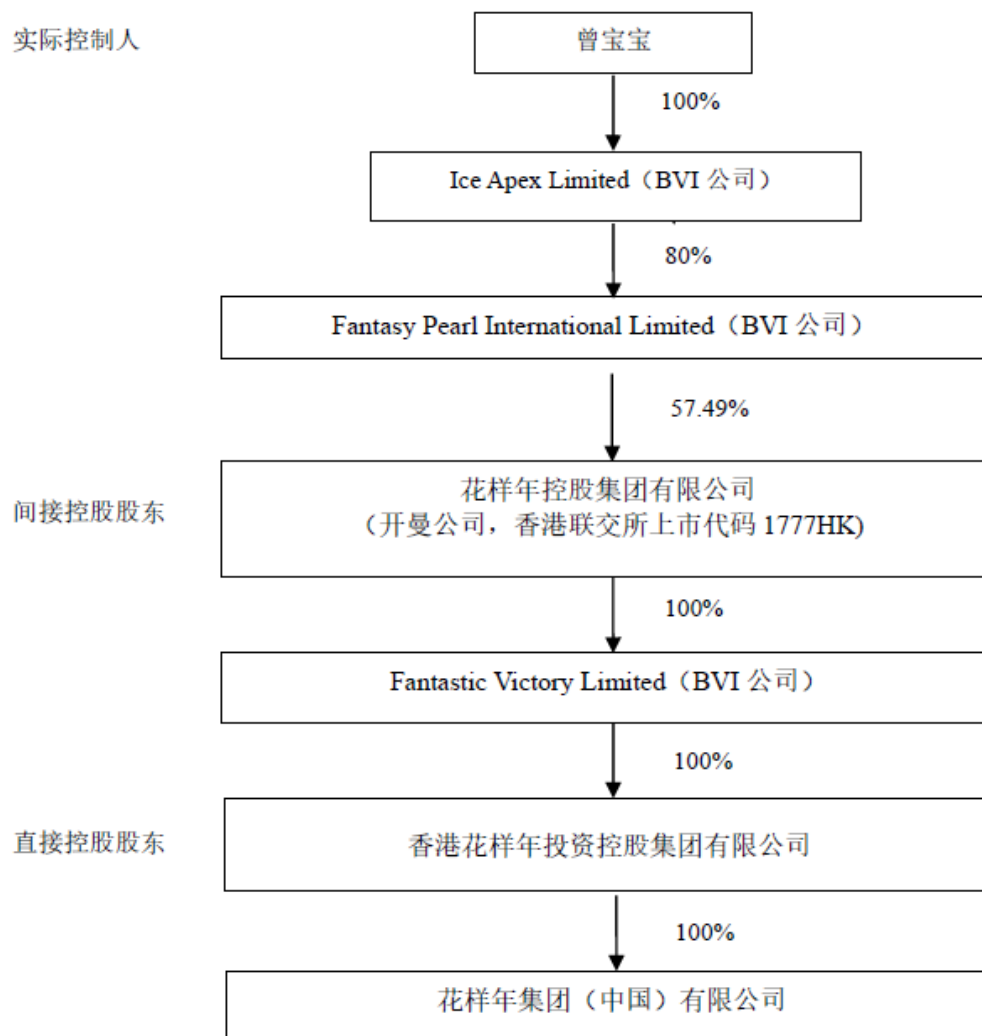 实际控制人
曾宝宝
100%
Ice Apex Limited（BVI 公司）
80%
Fantasy Pearl International Limited（BVI 公司）
57.49%
间接控股股东
花样年控股集团有限公司
（开曼公司，香港联交所上市代码 1777HK)
100%
Fantastic Victory Limited（BVI 公司）
100%
直接控股股东
香港花样年投资控股集团有限公司
100%
花样年集团（中国）有限公司